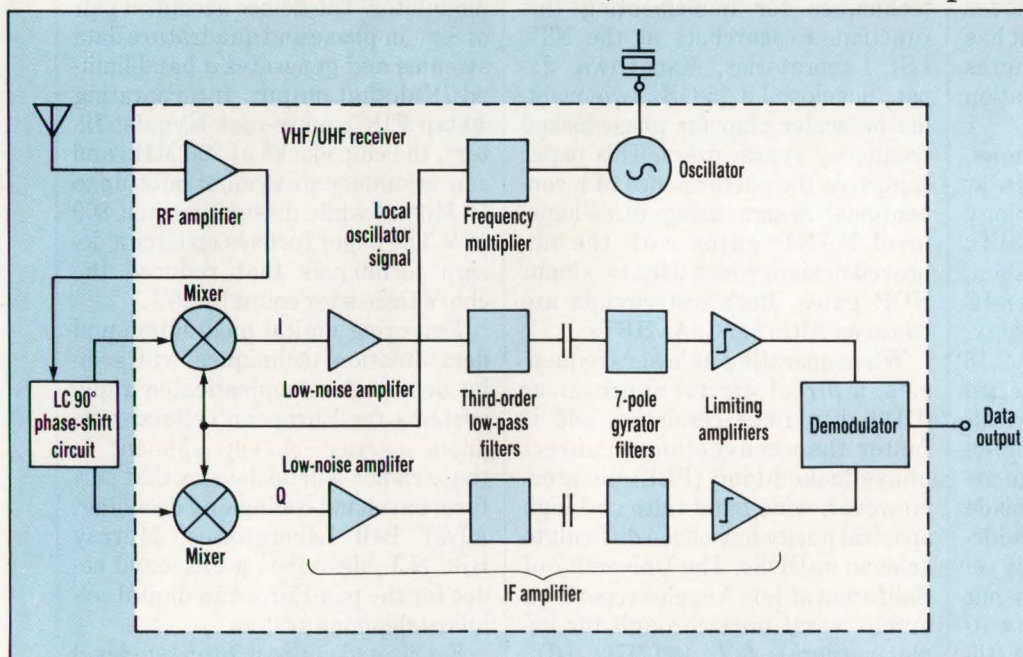 VHF/UHF receiver
RF amplifier
Oscillator
Frequency
multiplier
Local
oscillator
signal
Mixer
LC 90°
phase-shift
circuit
Low-noise amplifer
Third-order
low-pass
filters
7-pole
gyrator
filters
Limiting
amplifiers
Demodulator
Data
output
Low-noise amplifer
Q
Mixer
IF amplifier